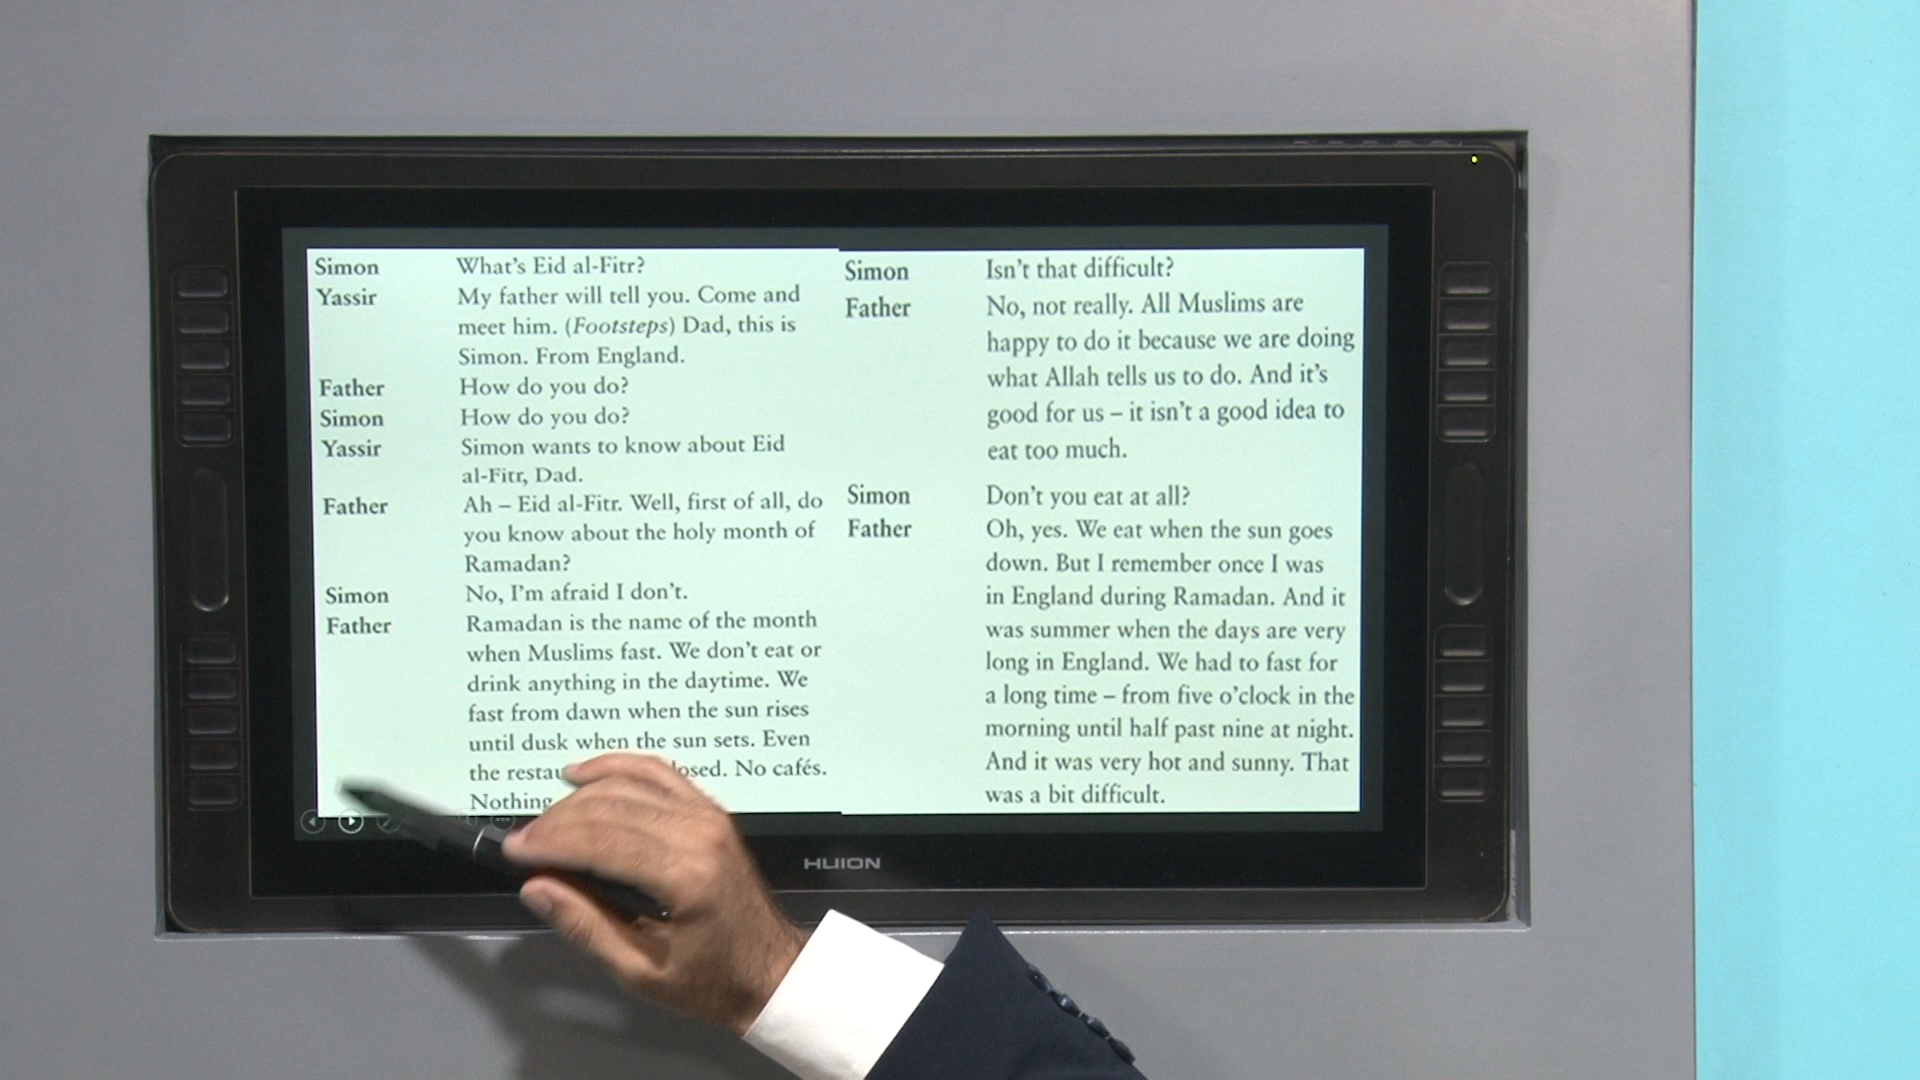 Simon What's Eid al-Fitr?
Yassir My father will tell you. Come and
meet him. (Footsteps) Dad, this is
Simon. From England.
Father How do you do?
Simon How do you do?
Yassir Simon wants to know about Eid
al-Fitr, Dad.
Father Ah – Eid al-Fitr. Well, first of all, do
you know about the holy month of
Ramadan?
Simon No, I'm afraid I don't.
Father Ramadan is the name of the month
when Muslims fast. We don't eat or
drink anything in the daytime. We
fast from dawn when the sun rises
until dusk when the sun sets. Even
the No cafés.
Nothing
Simon Isn't that difficult?
Father No, not really. All Muslims are
happy to do it because we are doing
what Allah tells us to do. And it's
good for us – it isn't a good idea to
eat too much.
Simon Don't you eat at all?
Father Oh, yes. We eat when the sun goes
down. But I remember once I was
in England during Ramadan. And it
was summer when the days are very
long in England. We had to fast for
a long time – from five o'clock in the
morning until half past nine at night.
And it was very hot and sunny. That
was a bit difficult.
HUION